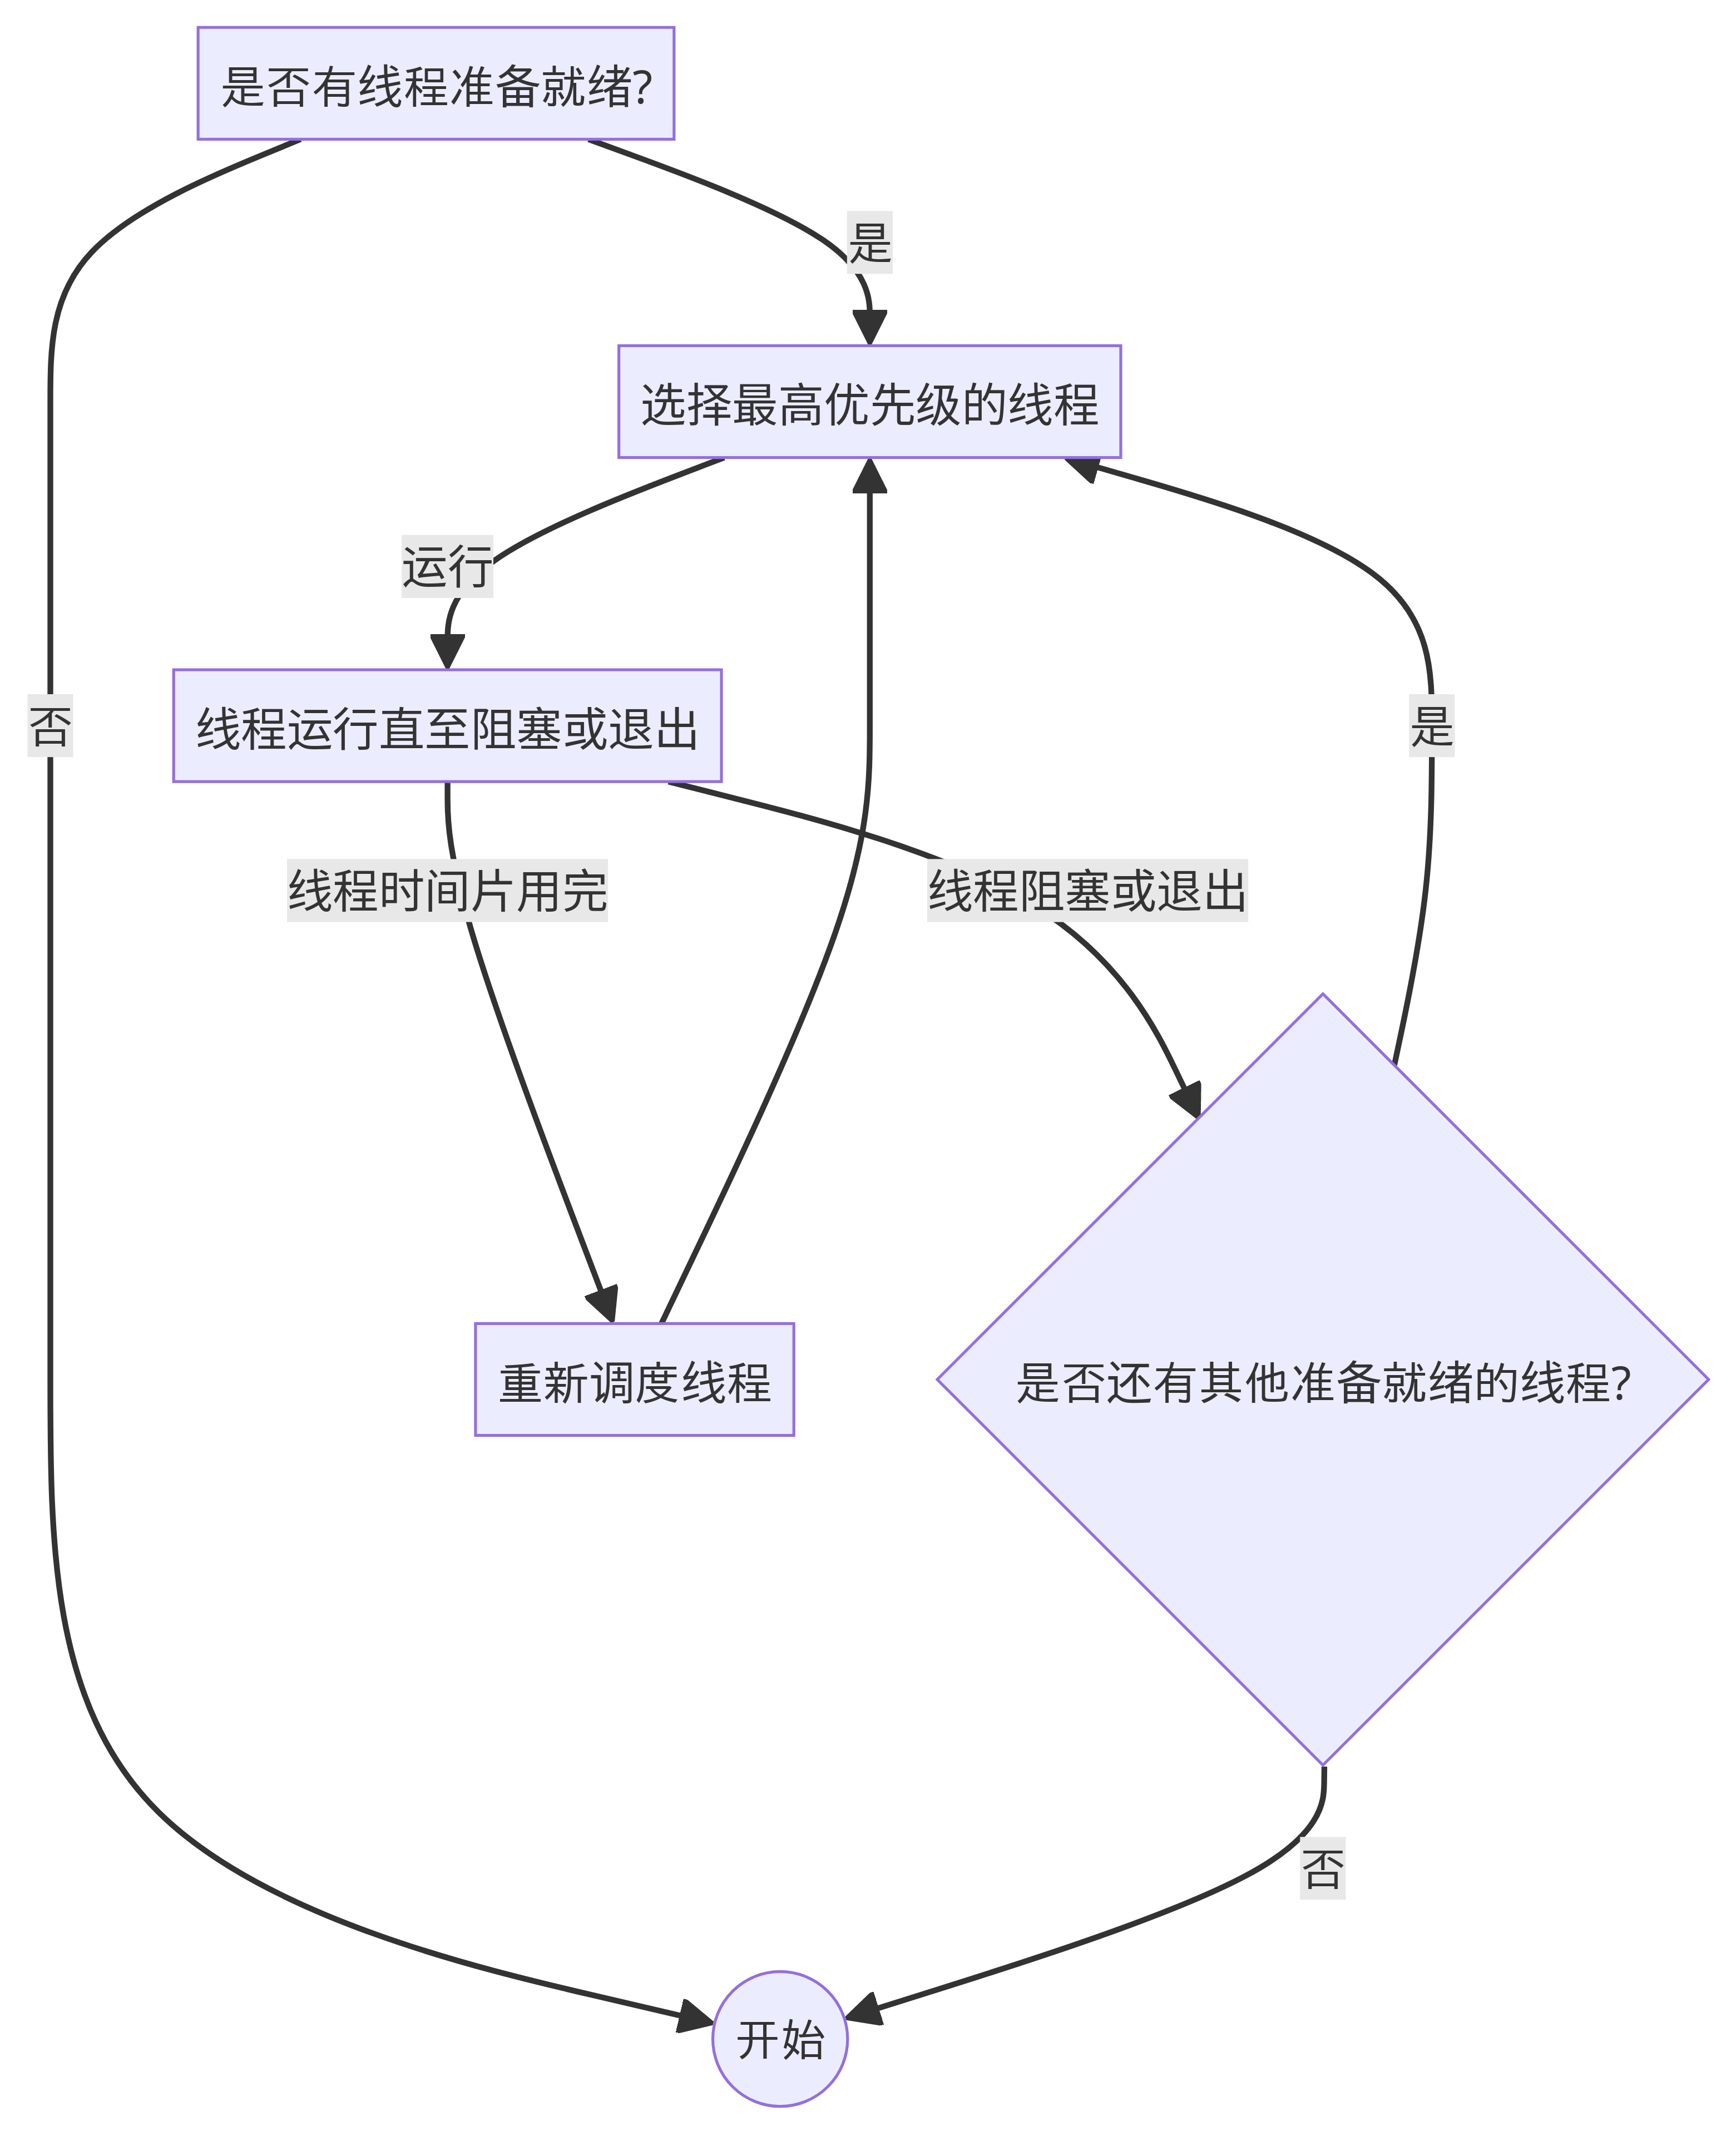 是否有线程准备就绪?
是
选择最高优先级的线程
运行
否
线程运行直至阻塞或退出
是
线程时间片用完
线程阻塞或退出
重新调度线程
是否还有其他准备就绪的线程?
否
开始